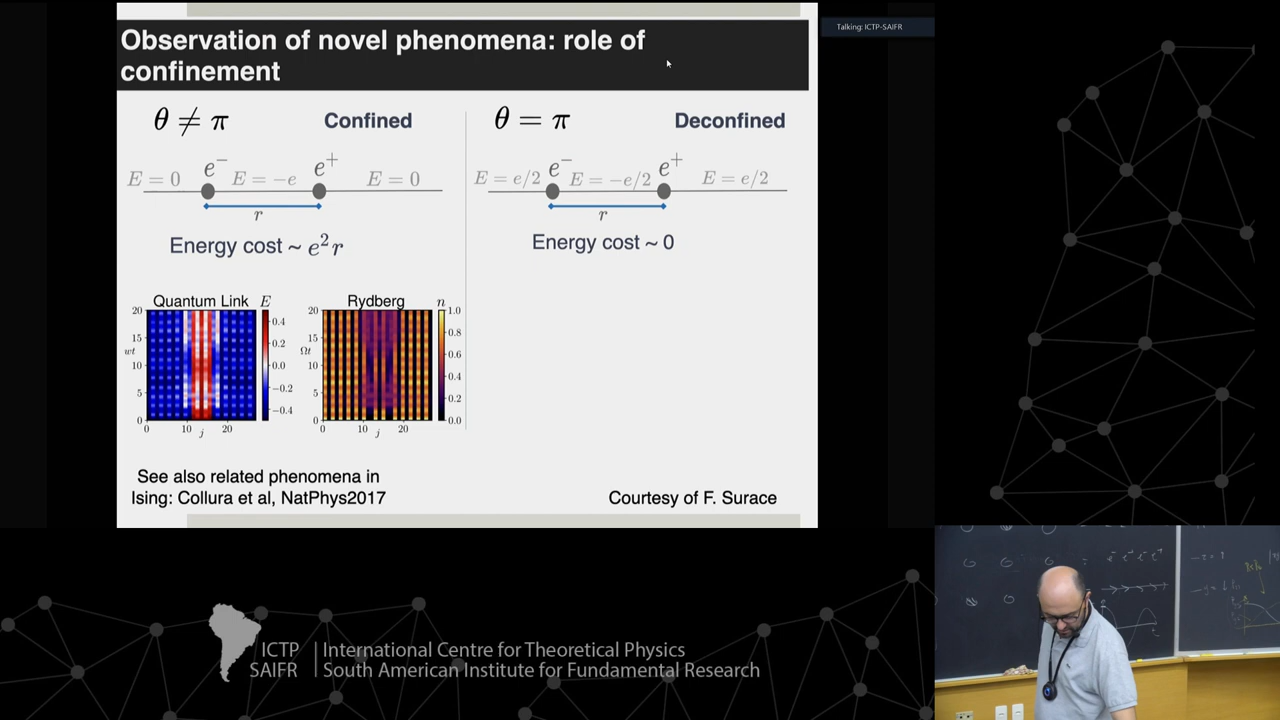 Talking: ICTP-SAIFR
Observation of novel phenomena: role of
confinement
θ ≠ π
Confined
E = 0
e⁻
E = −e
e⁺
E = 0
r
Energy cost ~ e²r
θ = π
Deconfined
E = e/2
e⁻
E = −e/2
e⁺
E = e/2
r
Energy cost ~ 0
Quantum Link E
20
15
wt
10
5
0
0 10 j 20
0.4
0.2
0.0
−0.2
−0.4
Rydberg n
20
15
Ωt
10
5
0
0 10 j 20
1.0
0.8
0.6
0.4
0.2
0.0
See also related phenomena in
Ising: Collura et al, NatPhys2017
Courtesy of F. Surace
ICTP
SAIFR
International Centre for Theoretical Physics
South American Institute for Fundamental Research